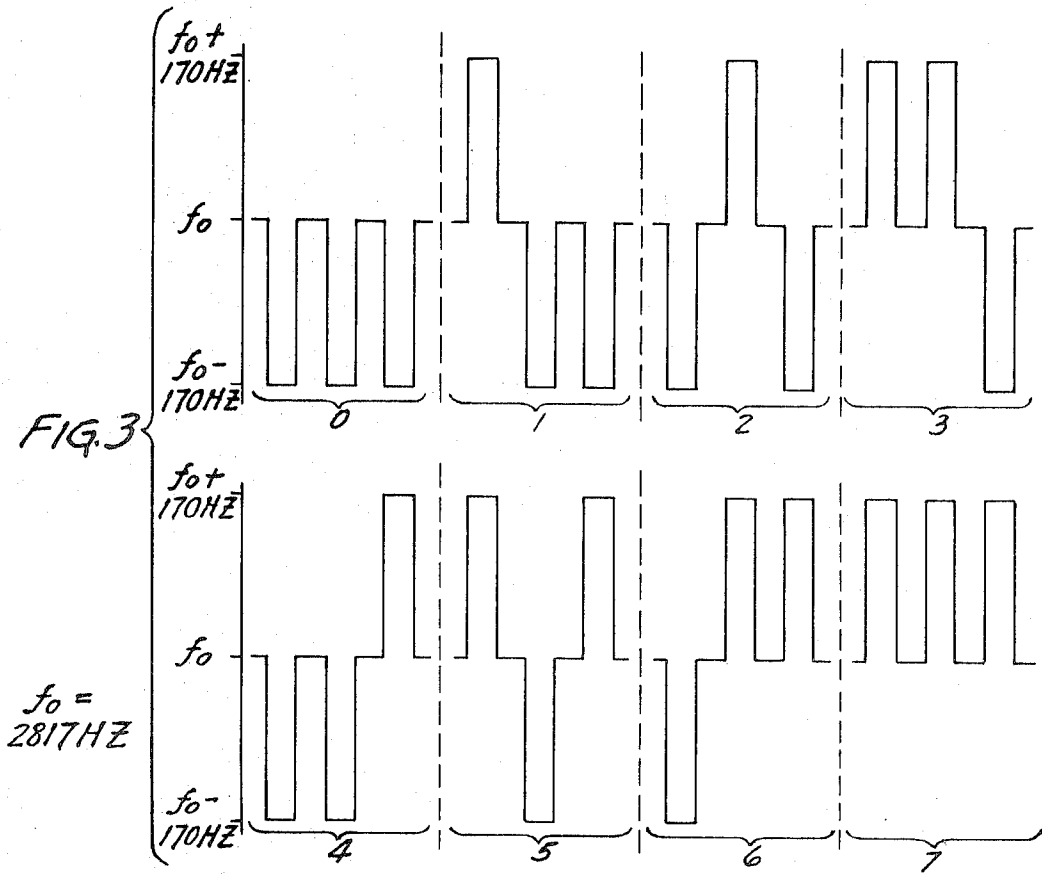 f₀+
170HZ
f₀
f₀-
170HZ
0 1 2 3
FIG.3
f₀+
170HZ
f₀
f₀ =
2817HZ
f₀-
170HZ
4 5 6 7